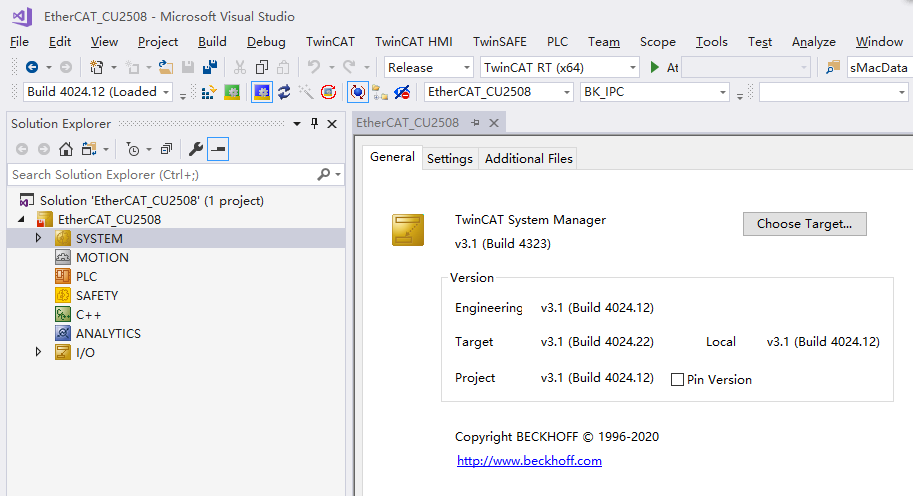 EtherCAT_CU2508 - Microsoft Visual Studio
File Edit View Project Build Debug TwinCAT TwinCAT HMI TwinSAFE PLC Team Scope Tools Test Analyze Window
Release TwinCAT RT (x64) At sMacData
Build 4024.12 (Loaded EtherCAT_CU2508 BK_IPC
Solution Explorer
EtherCAT_CU2508
Search Solution Explorer (Ctrl+;)
Solution 'EtherCAT_CU2508' (1 project)
EtherCAT_CU2508
SYSTEM
MOTION
PLC
SAFETY
C++
ANALYTICS
I/O
General Settings Additional Files
TwinCAT System Manager
v3.1 (Build 4323)
Choose Target...
Version
Engineering v3.1 (Build 4024.12)
Target v3.1 (Build 4024.22) Local v3.1 (Build 4024.12)
Project v3.1 (Build 4024.12) Pin Version
Copyright BECKHOFF © 1996-2020
http://www.beckhoff.com